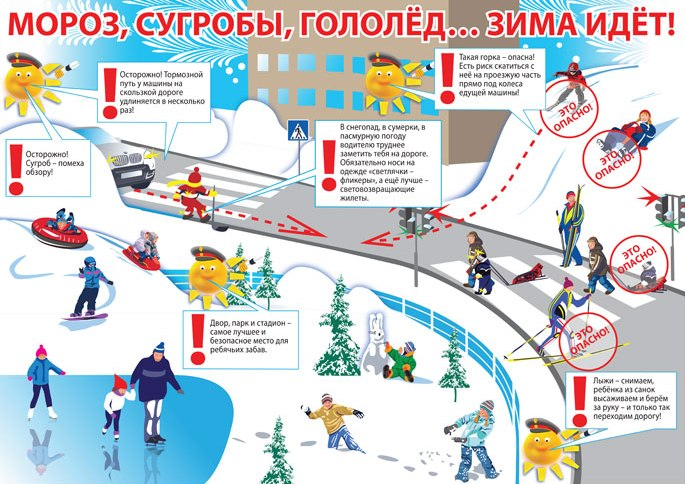 МОРОЗ, СУГРОБЫ, ГОЛОЛЁД... ЗИМА ИДЁТ!
Осторожно! Тормозной
путь у машины на
скользкой дороге
удлиняется в несколько
раз!
Такая горка – опасна!
Есть риск скатиться с
неё на проезжую часть
прямо под колеса
едущей машины!
ЭТО
ОПАСНО!
ЭТО
ОПАСНО!
Осторожно!
Сугроб – помеха
обзору!
В снегопад, в сумерки, в
пасмурную погоду
водителю труднее
заметить тебя на дороге.
Обязательно носи на
одежде «светлячки –
фликеры», а ещё лучше –
световозвращающие
жилеты.
ЭТО
ОПАСНО!
Двор, парк и стадион –
самое лучшее и
безопасное место для
ребячьих забав.
ЭТО
ОПАСНО!
Лыжи – снимаем,
ребёнка из санок
высаживаем и берём
за руку – и только так
переходим дорогу!